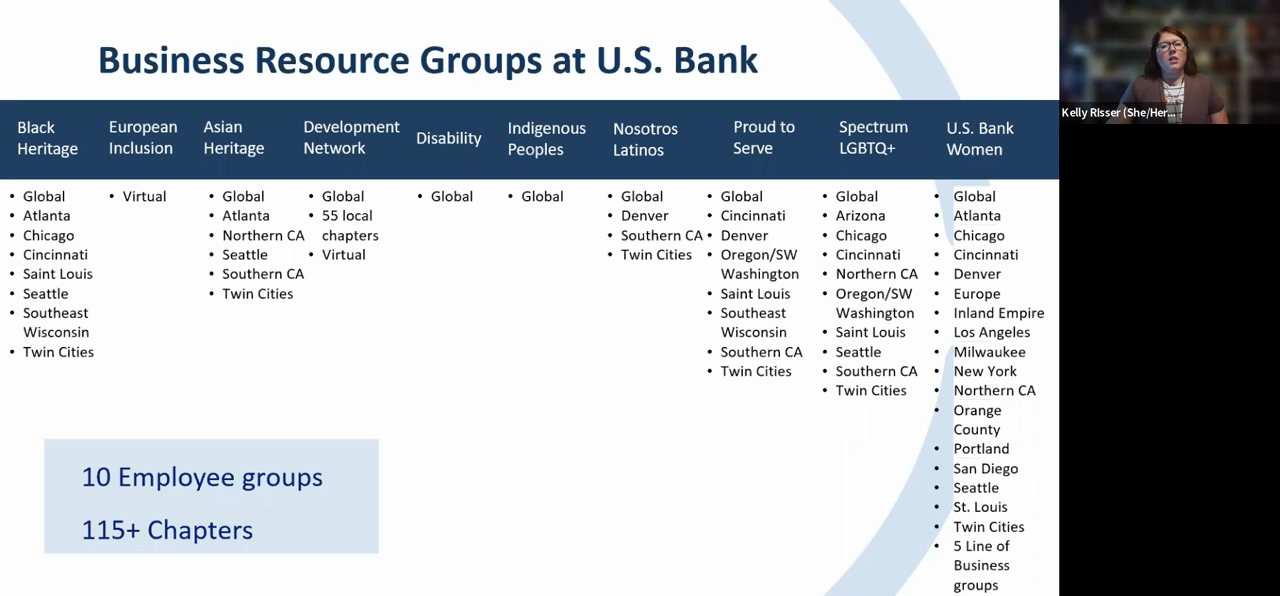 Business Resource Groups at U.S. Bank
Black
Heritage
European
Inclusion
Asian
Heritage
Development
Network
Disability
Indigenous
Peoples
Nosotros
Latinos
Proud to
Serve
Spectrum
LGBTQ+
U.S. Bank
Women
• Global
• Atlanta
• Chicago
• Cincinnati
• Saint Louis
• Seattle
• Southeast
Wisconsin
• Twin Cities
• Virtual
• Global
• Atlanta
• Northern CA
• Seattle
• Southern CA
• Twin Cities
• Global
• 55 local
chapters
• Virtual
• Global
• Global
• Global
• Denver
• Southern CA
• Twin Cities
• Global
• Cincinnati
• Denver
• Oregon/SW
Washington
• Saint Louis
• Southeast
Wisconsin
• Southern CA
• Twin Cities
• Global
• Arizona
• Chicago
• Cincinnati
• Northern CA
• Oregon/SW
Washington
• Saint Louis
• Seattle
• Southern CA
• Twin Cities
• Global
• Atlanta
• Chicago
• Cincinnati
• Denver
• Europe
• Inland Empire
• Los Angeles
• Milwaukee
• New York
• Northern CA
• Orange
County
• Portland
• San Diego
• Seattle
• St. Louis
• Twin Cities
• 5 Line of
Business
groups
10 Employee groups
115+ Chapters
Kelly RIsser (She/Her...